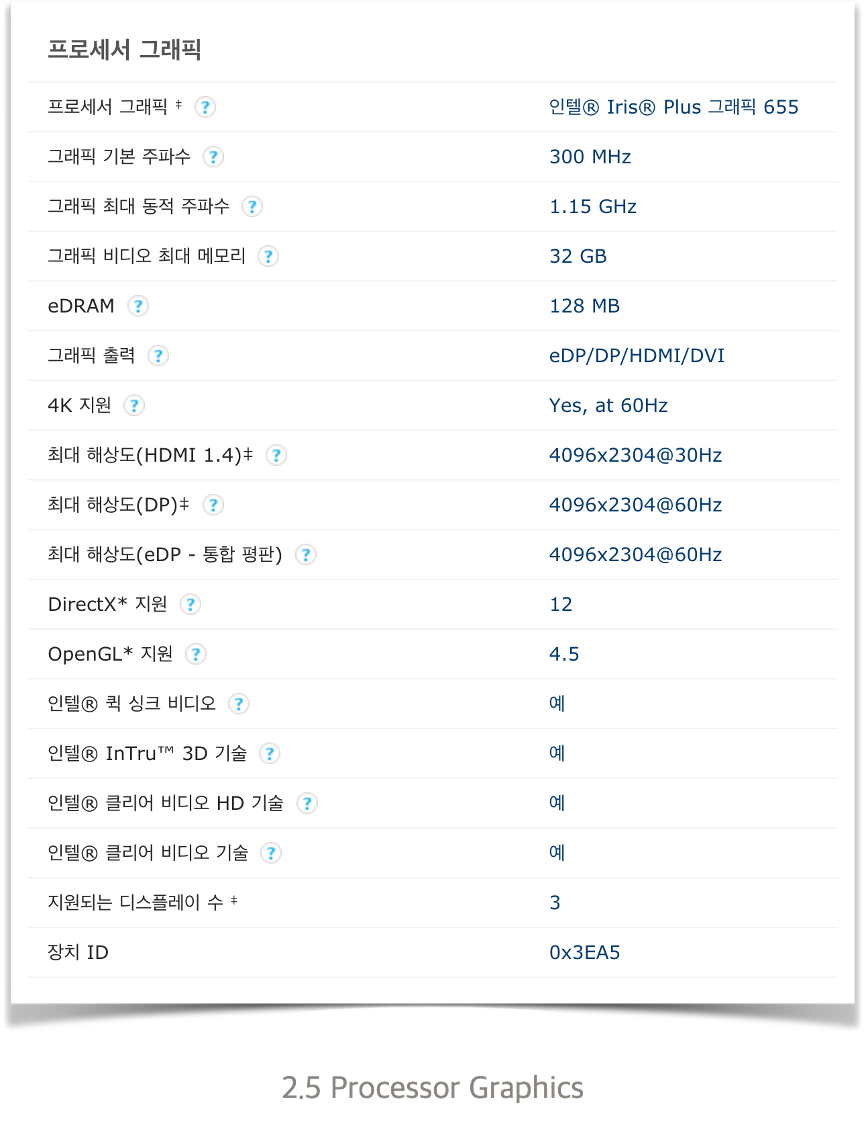 프로세서 그래픽
프로세서 그래픽 ‡ ? 인텔® Iris® Plus 그래픽 655
그래픽 기본 주파수 ? 300 MHz
그래픽 최대 동적 주파수 ? 1.15 GHz
그래픽 비디오 최대 메모리 ? 32 GB
eDRAM ? 128 MB
그래픽 출력 ? eDP/DP/HDMI/DVI
4K 지원 ? Yes, at 60Hz
최대 해상도(HDMI 1.4)‡ ? 4096x2304@30Hz
최대 해상도(DP)‡ ? 4096x2304@60Hz
최대 해상도(eDP - 통합 평판) ? 4096x2304@60Hz
DirectX* 지원 ? 12
OpenGL* 지원 ? 4.5
인텔® 퀵 싱크 비디오 ? 예
인텔® InTru™ 3D 기술 ? 예
인텔® 클리어 비디오 HD 기술 ? 예
인텔® 클리어 비디오 기술 ? 예
지원되는 디스플레이 수 ‡ 3
장치 ID 0x3EA5
2.5 Processor Graphics